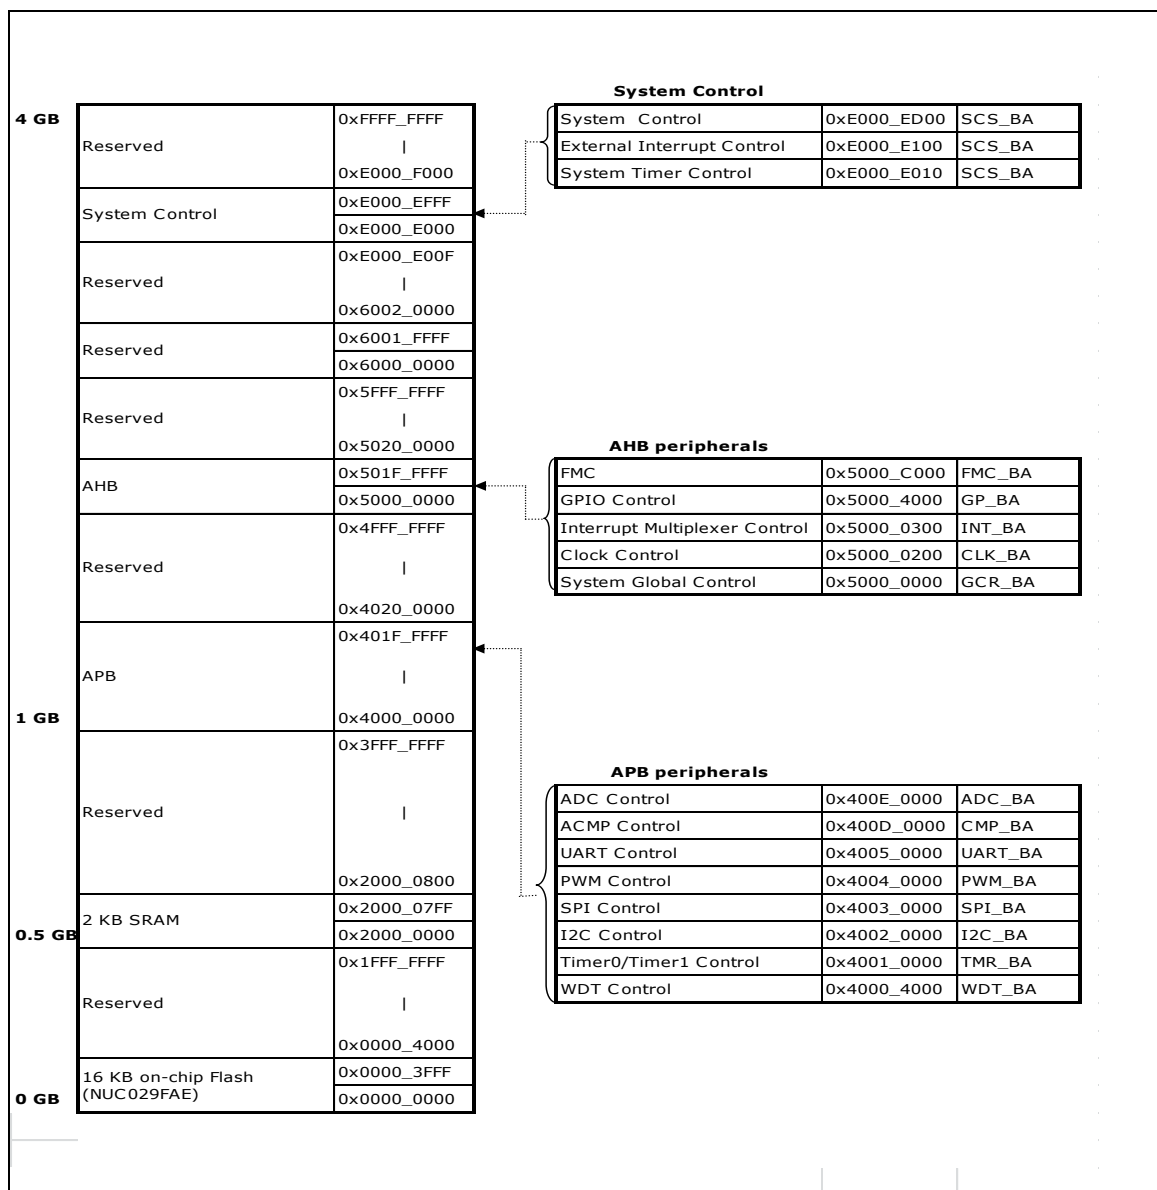 System Control
4 GB
Reserved
0xFFFF_FFFF
|
0xE000_F000
System Control
0xE000_EFFF
0xE000_E000
Reserved
0xE000_E00F
|
0x6002_0000
Reserved
0x6001_FFFF
0x6000_0000
Reserved
0x5FFF_FFFF
|
0x5020_0000
AHB
0x501F_FFFF
0x5000_0000
Reserved
0x4FFF_FFFF
|
0x4020_0000
APB
0x401F_FFFF
|
1 GB
0x4000_0000
Reserved
0x3FFF_FFFF
|
0x2000_0800
2 KB SRAM
0x2000_07FF
0.5 GB
0x2000_0000
Reserved
0x1FFF_FFFF
|
0x0000_4000
16 KB on-chip Flash
(NUC029FAE)
0x0000_3FFF
0 GB
0x0000_0000
System Control 0xE000_ED00 SCS_BA
External Interrupt Control 0xE000_E100 SCS_BA
System Timer Control 0xE000_E010 SCS_BA
AHB peripherals
FMC 0x5000_C000 FMC_BA
GPIO Control 0x5000_4000 GP_BA
Interrupt Multiplexer Control 0x5000_0300 INT_BA
Clock Control 0x5000_0200 CLK_BA
System Global Control 0x5000_0000 GCR_BA
APB peripherals
ADC Control 0x400E_0000 ADC_BA
ACMP Control 0x400D_0000 CMP_BA
UART Control 0x4005_0000 UART_BA
PWM Control 0x4004_0000 PWM_BA
SPI Control 0x4003_0000 SPI_BA
I2C Control 0x4002_0000 I2C_BA
Timer0/Timer1 Control 0x4001_0000 TMR_BA
WDT Control 0x4000_4000 WDT_BA